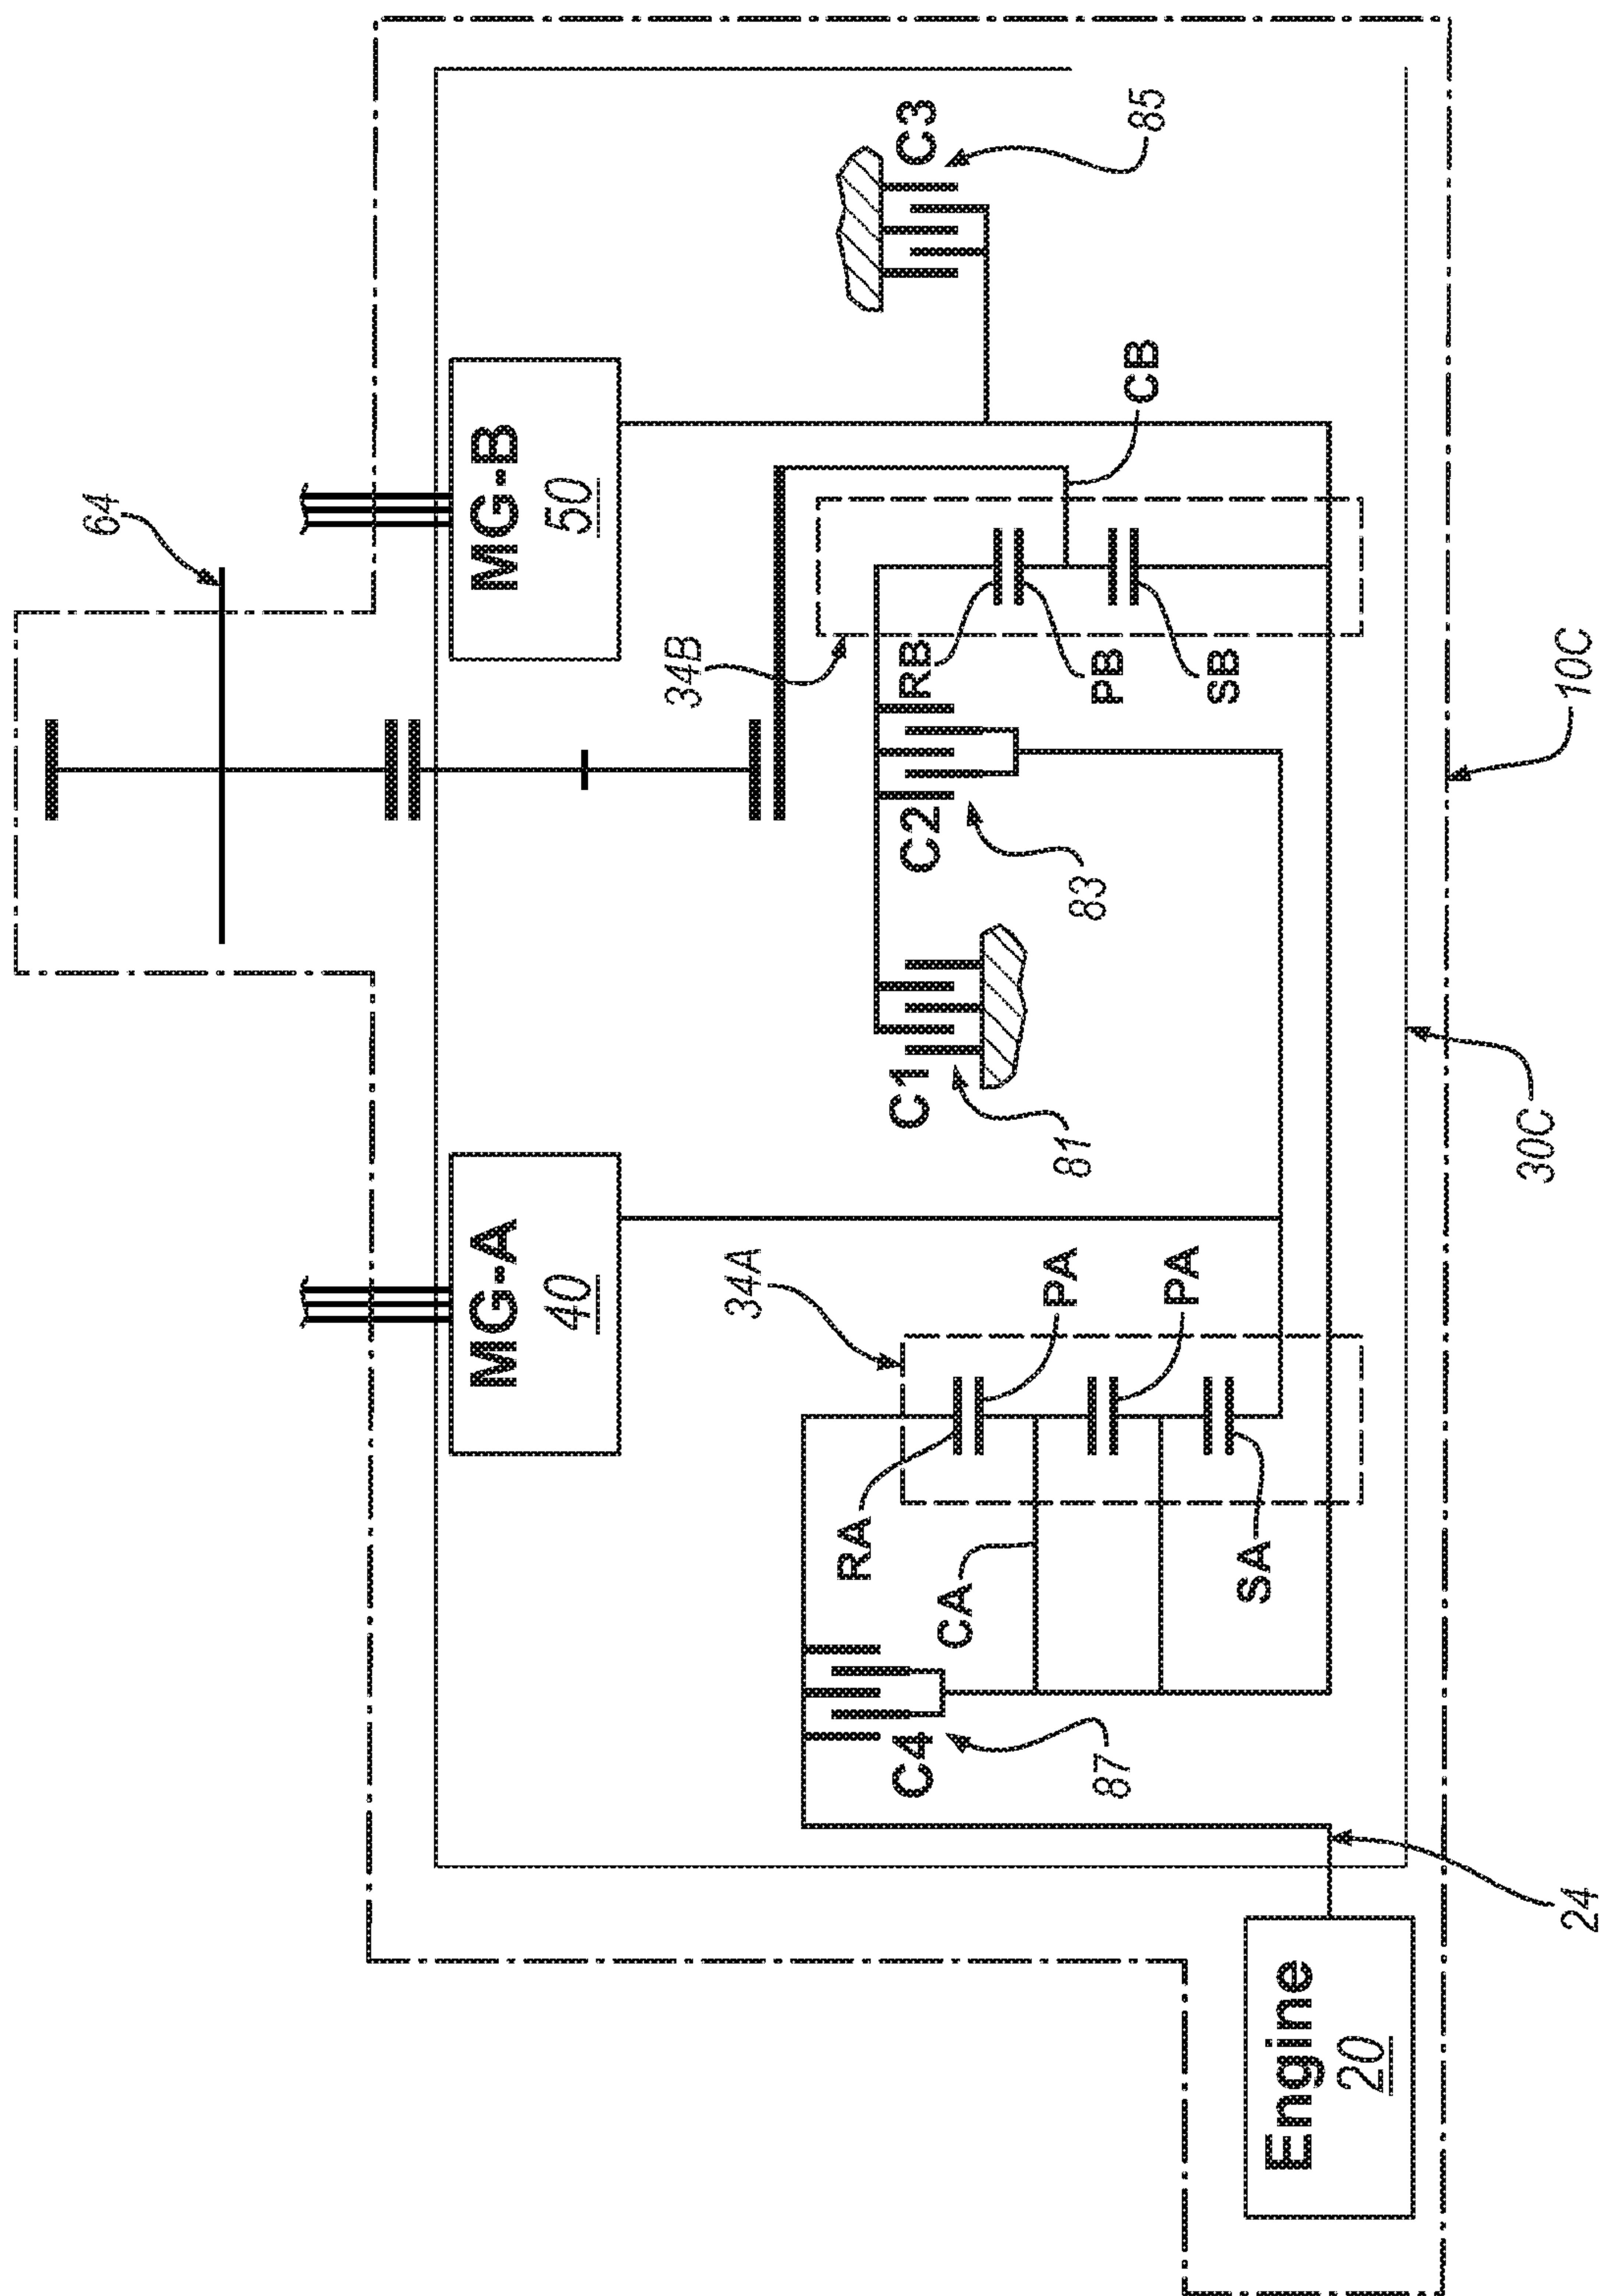 64
MG-A
40
MG-B
50
C3
85
34A
34B
CB
C1
81
C2
83
RB
PB
SB
RA
PA
PA
CA
SA
C4
87
Engine
20
24
30C
10C